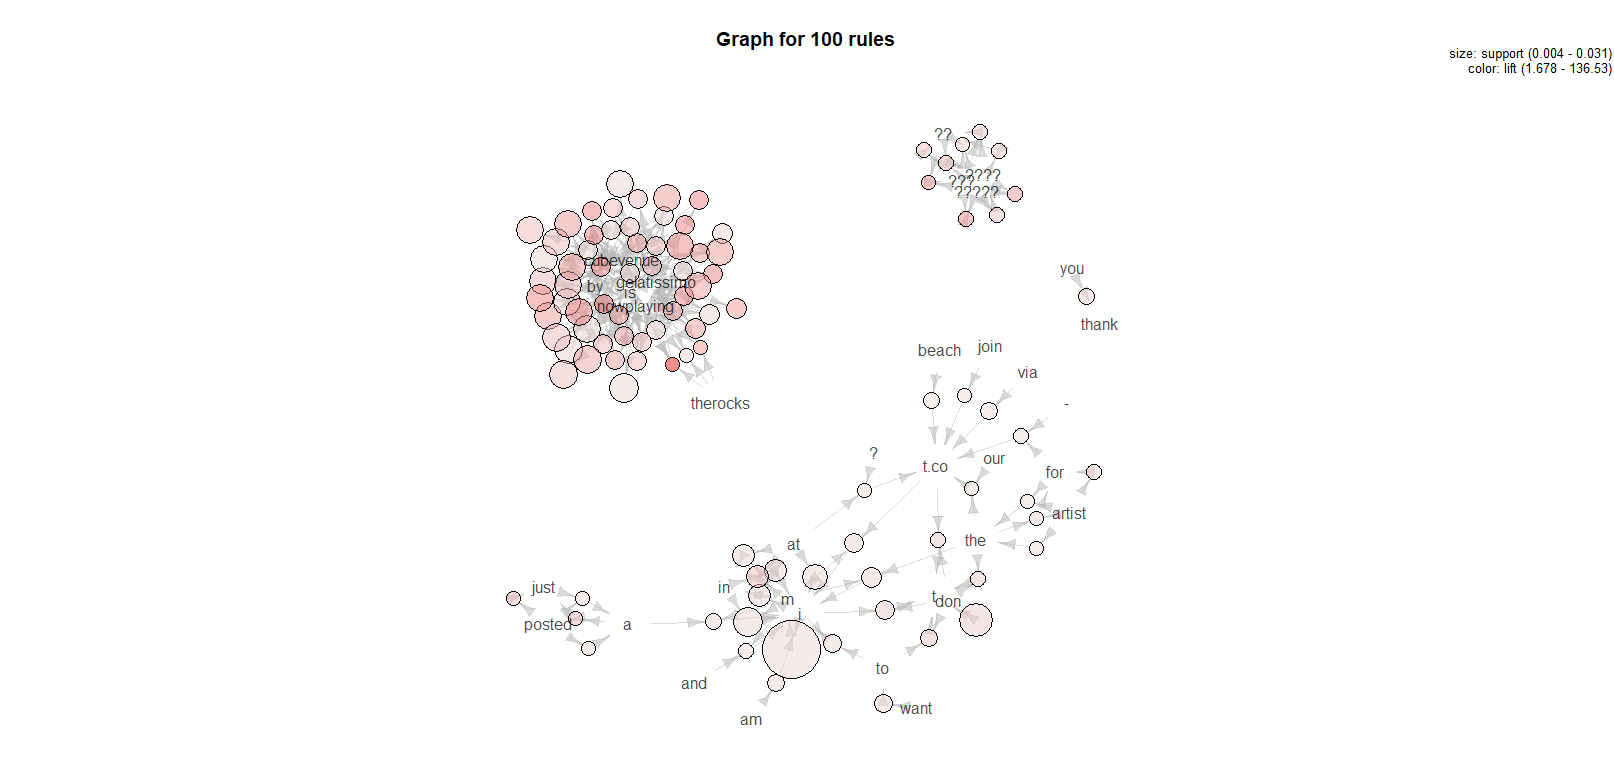 Graph for 100 rules
size: support (0.004 - 0.031)
color: lift (1.678 - 136.53)
??
????
???
?????
cubevenue
gelatissimo
by
is
nowplaying
you
thank
beach
join
via
-
therocks
?
t.co
our
for
artist
at
the
just
in
m
t
don
i
posted
a
to
and
want
am